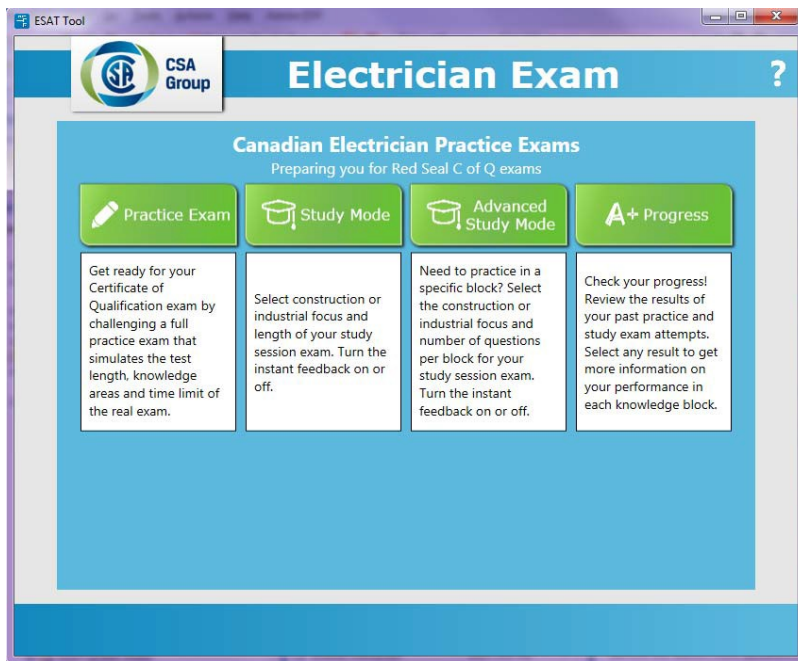 ESAT Tool
CSA
Group
Electrician Exam
?
Canadian Electrician Practice Exams
Preparing you for Red Seal C of Q exams
Practice Exam
Study Mode
Advanced
Study Mode
A+ Progress
Get ready for your
Certificate of
Qualification exam by
challenging a full
practice exam that
simulates the test
length, knowledge
areas and time limit of
the real exam.
Select construction or
industrial focus and
length of your study
session exam. Turn the
instant feedback on or
off.
Need to practice in a
specific block? Select
the construction or
industrial focus and
number of questions
per block for your
study session exam.
Turn the instant
feedback on or off.
Check your progress!
Review the results of
your past practice and
study exam attempts.
Select any result to get
more information on
your performance in
each knowledge block.